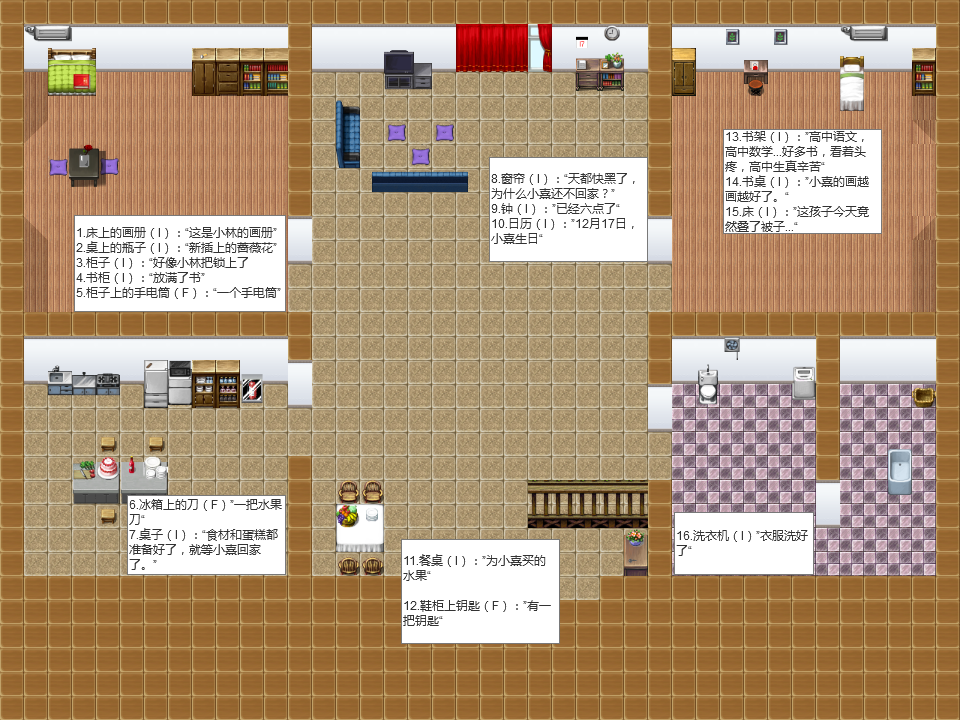 1.床上的画册（I）：“这是小林的画册”
2.桌上的瓶子（I）：“新插上的蔷薇花”
3.柜子（I）：“好像小林把锁上了
4.书柜（I）：“放满了书”
5.柜子上的手电筒（F）：“一个手电筒”
8.窗帘（I）：“天都快黑了，
为什么小嘉还不回家？”
9.钟（I）：”已经六点了“
10.日历（I）：”12月17日，
小嘉生日“
13.书架（I）：”高中语文，
高中数学...好多书，看着头
疼，高中生真辛苦“
14.书桌（I）：”小嘉的画越
画越好了。“
15.床（I）：”这孩子今天竟
然叠了被子...“
6.冰箱上的刀（F）”一把水果
刀“
7.桌子（I）：“食材和蛋糕都
准备好了，就等小嘉回家
了。”
11.餐桌（I）：”为小嘉买的
水果“
12.鞋柜上钥匙（F）：”有一
把钥匙“
16.洗衣机（I）”衣服洗好
了“
17